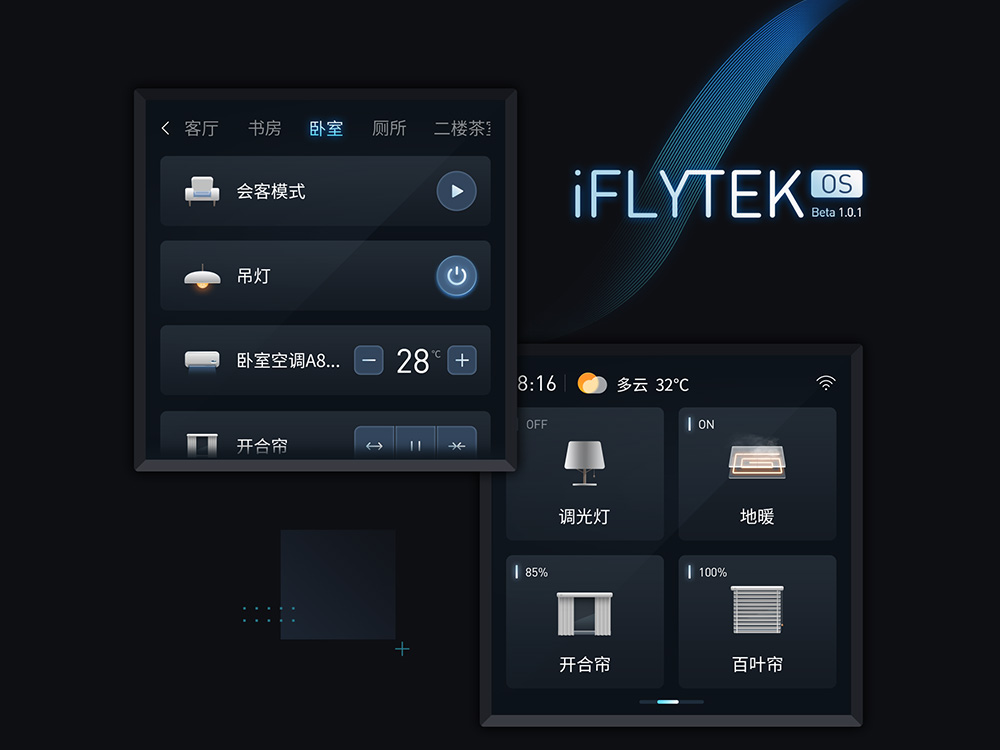 客厅 书房 卧室 厕所 二楼茶室
会客模式
吊灯
卧室空调A8... 28℃
开合帘
iFLYTEK OS
Beta 1.0.1
8:16 多云 32℃
OFF
调光灯
ON
地暖
85%
开合帘
100%
百叶帘